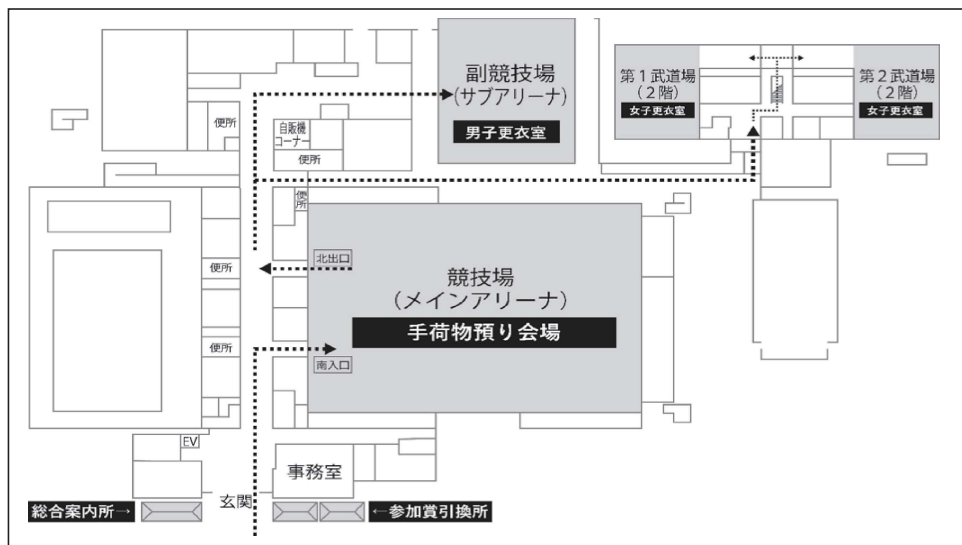 副競技場
(サブアリーナ)
男子更衣室
第1武道場
(2階)
女子更衣室
第2武道場
(2階)
女子更衣室
便所
自販機
コーナー
便所
便所
北出口
便所
競技場
(メインアリーナ)
手荷物預り会場
便所
南入口
EV
事務室
玄関
総合案内所→
←参加賞引換所